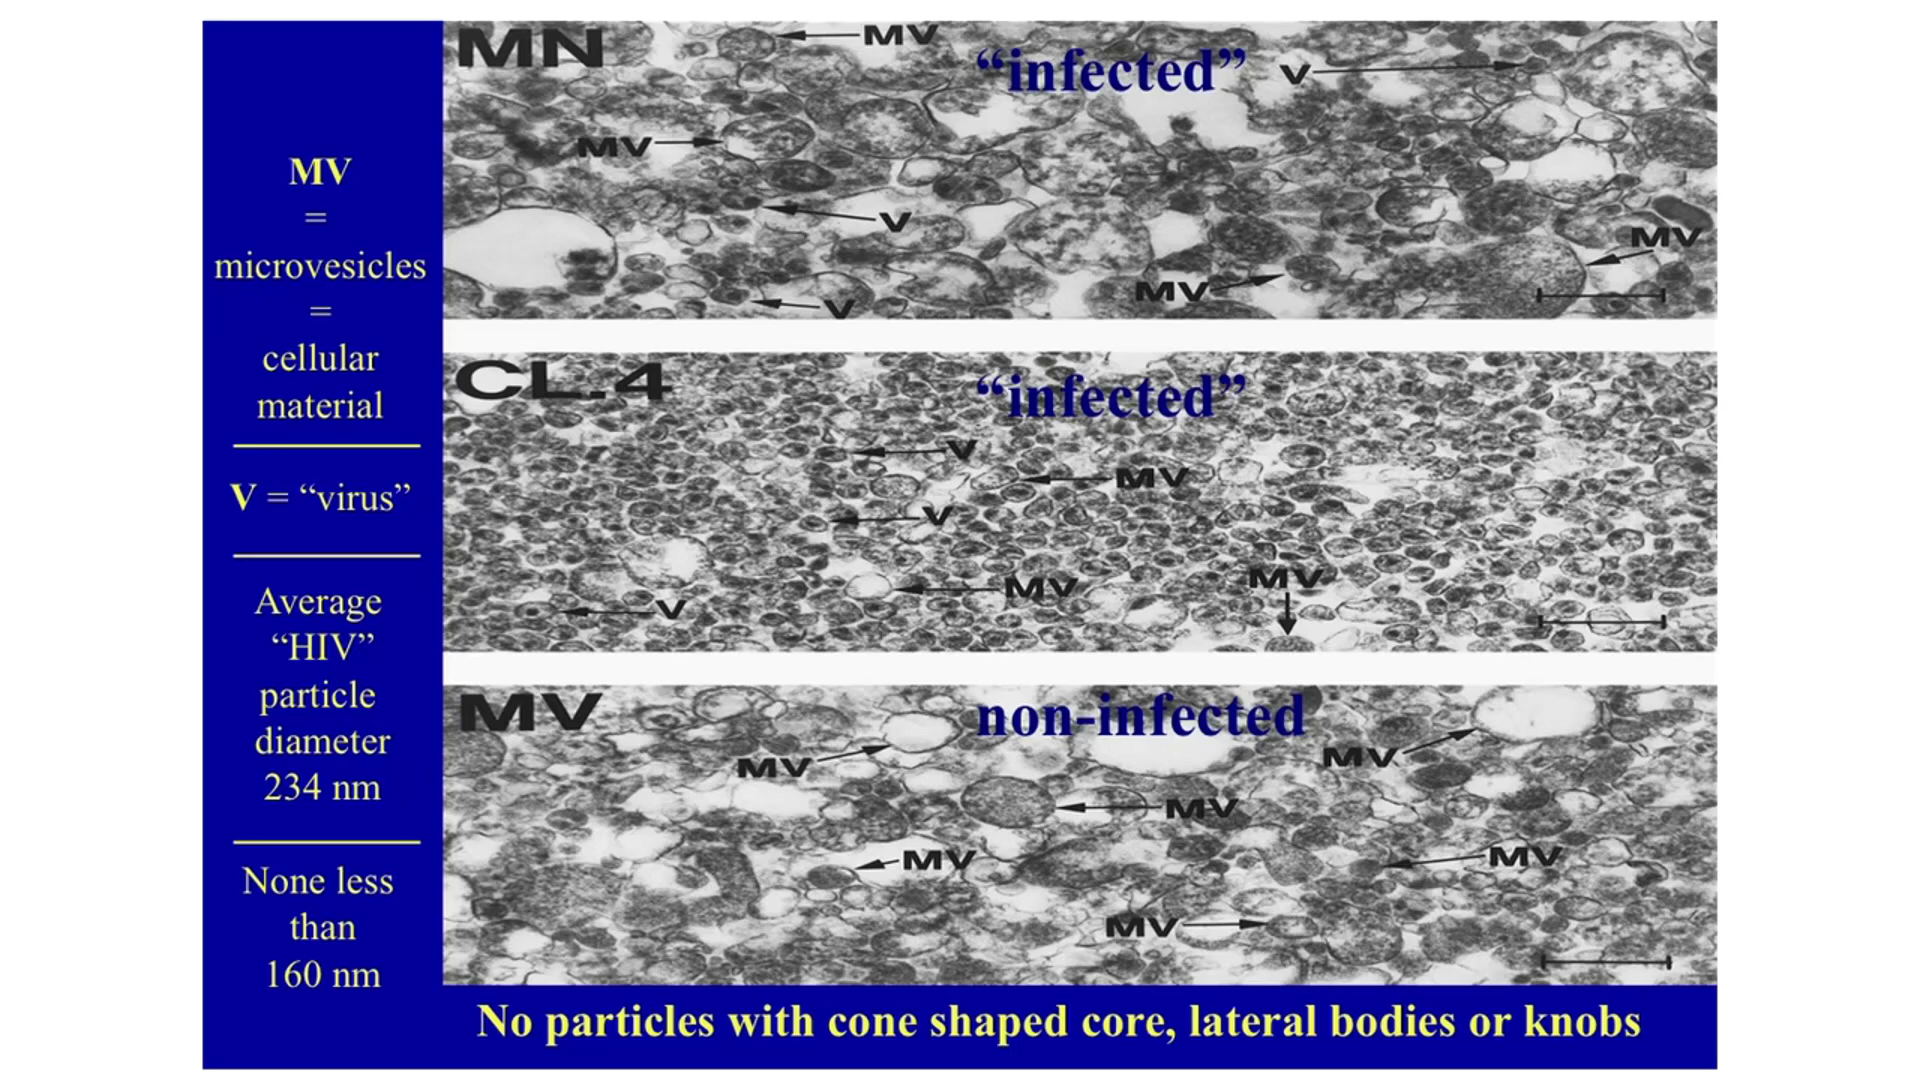 MV
=
microvesicles
=
cellular
material
V = “virus”
Average
“HIV”
particle
diameter
234 nm
None less
than
160 nm
MN
MV
“infected”
V
MV
V
MV
MV
V
CL.4
“infected”
V
MV
V
MV
MV
V
MV
non-infected
MV
MV
MV
MV
MV
MV
No particles with cone shaped core, lateral bodies or knobs